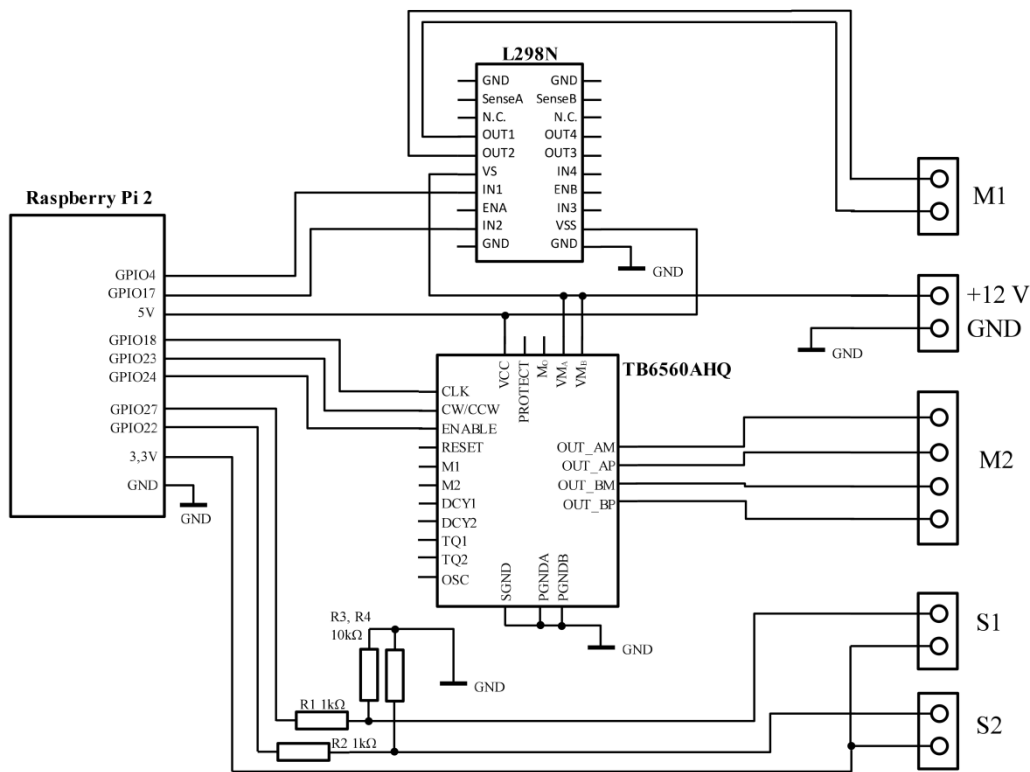 L298N
GND
SenseA
N.C.
OUT1
OUT2
VS
IN1
ENA
IN2
GND
GND
SenseB
N.C.
OUT4
OUT3
IN4
ENB
IN3
VSS
GND
GND
Raspberry Pi 2
GPIO4
GPIO17
5V
GPIO18
GPIO23
GPIO24
GPIO27
GPIO22
3,3V
GND
GND
M1
+12 V
GND
GND
TB6560AHQ
VCC
PROTECT
MO
VMA
VMB
CLK
CW/CCW
ENABLE
RESET
M1
M2
DCY1
DCY2
TQ1
TQ2
OSC
OUT_AM
OUT_AP
OUT_BM
OUT_BP
SGND
PGNDA
PGNDB
GND
M2
R3, R4
10kΩ
GND
R1 1kΩ
R2 1kΩ
S1
S2